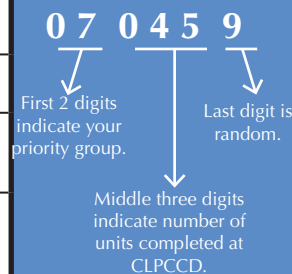 07 045 9
First 2 digits
indicate your
priority group.
Last digit is
random.
Middle three digits
indicate number of
units completed at
CLPCCD.